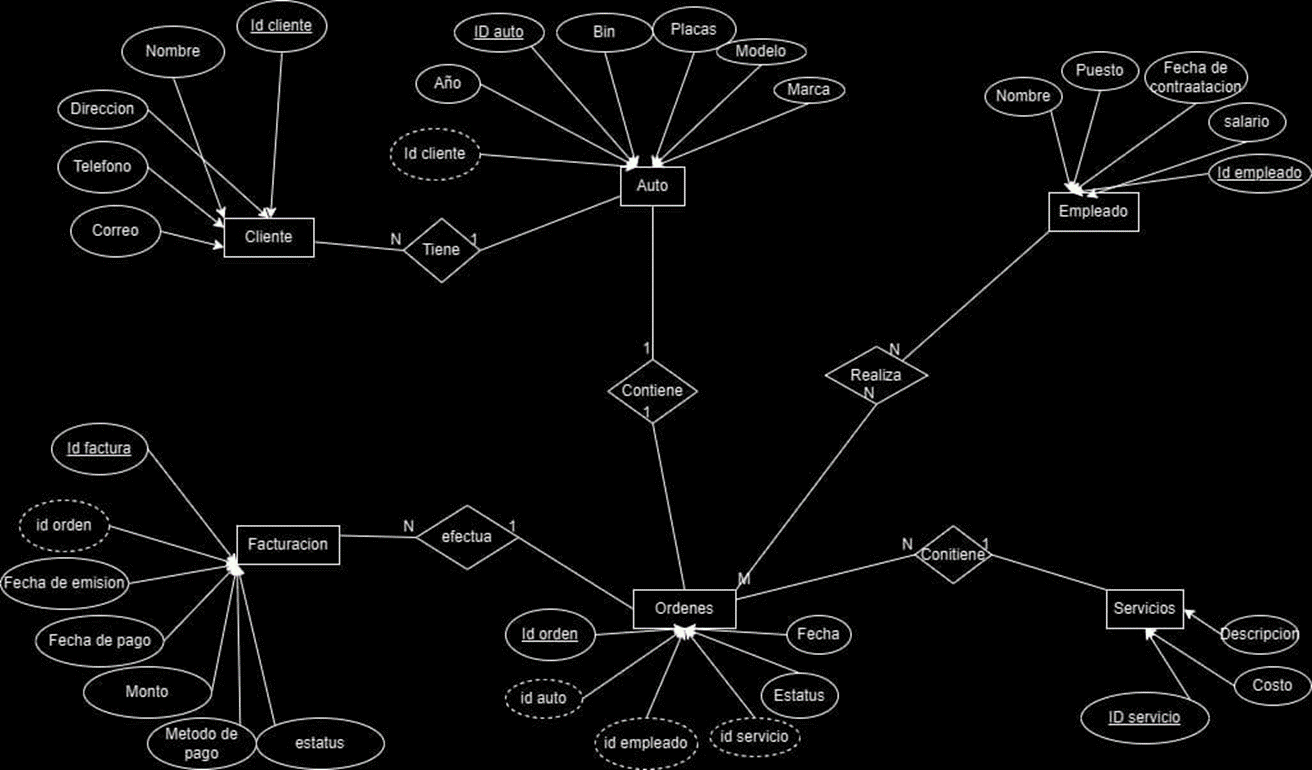 Id cliente
Nombre
Direccion
Telefono
Correo
Cliente
N
Tiene
1
ID auto
Bin
Placas
Modelo
Marca
Año
Id cliente
Auto
Nombre
Puesto
Fecha de
contraatacion
salario
Id empleado
Empleado
1
Contiene
1
N
Realiza
N
M
Id factura
id orden
Fecha de emision
Fecha de pago
Monto
Metodo de
pago
estatus
Facturacion
N
efectua
1
Ordenes
Id orden
id auto
id empleado
id servicio
Estatus
Fecha
N
Conitiene
1
Servicios
Descripcion
Costo
ID servicio